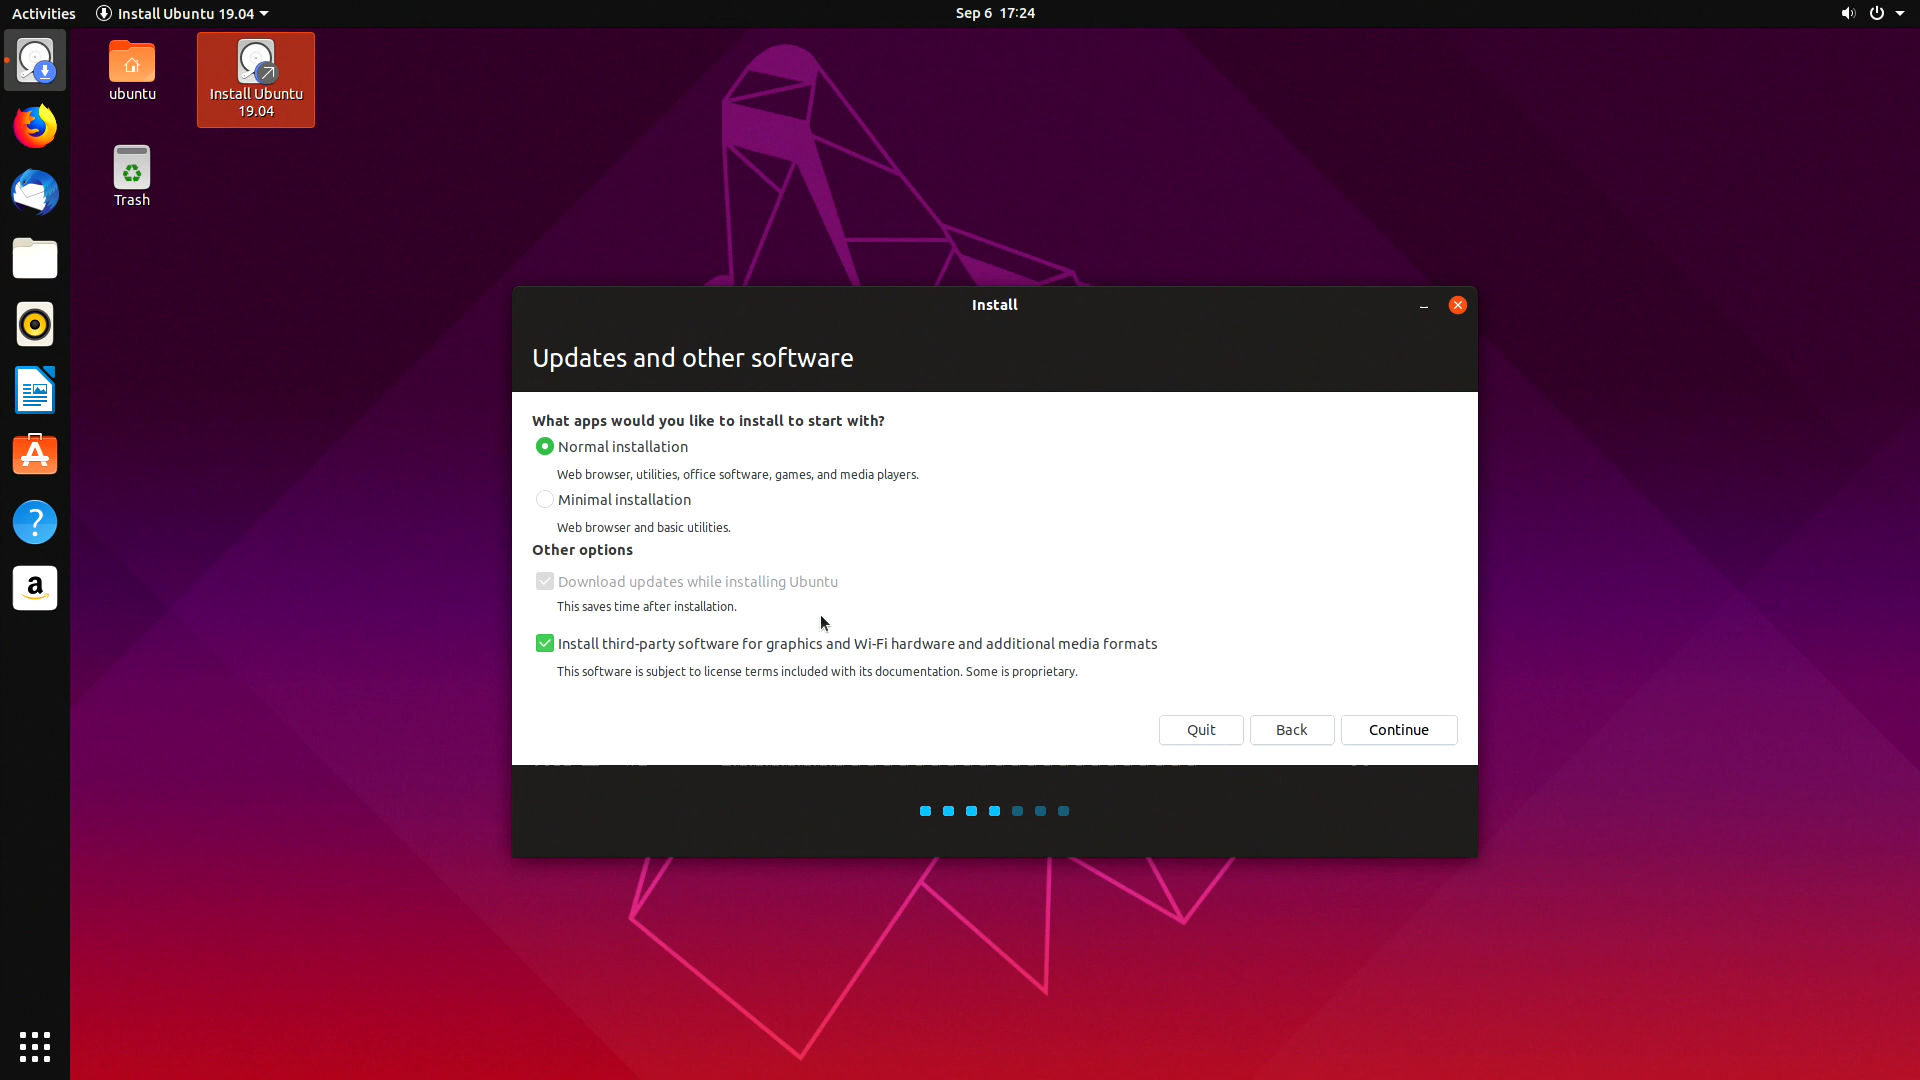 Activities
Install Ubuntu 19.04
Sep 6 17:24
ubuntu
Install Ubuntu
19.04
Trash
Install
Updates and other software
What apps would you like to install to start with?
Normal installation
Web browser, utilities, office software, games, and media players.
Minimal installation
Web browser and basic utilities.
Other options
Download updates while installing Ubuntu
This saves time after installation.
Install third-party software for graphics and Wi-Fi hardware and additional media formats
This software is subject to license terms included with its documentation. Some is proprietary.
Quit
Back
Continue
?
a